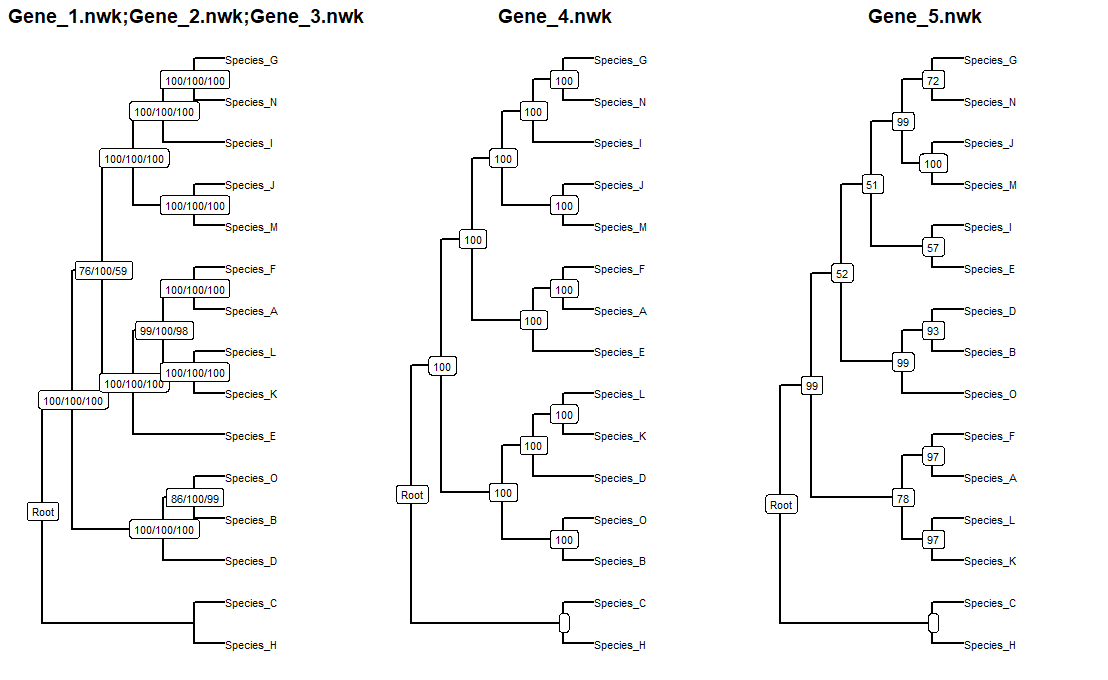 Gene_1.nwk;Gene_2.nwk;Gene_3.nwk
Species_G
100/100/100
Species_N
100/100/100
Species_I
100/100/100
Species_J
100/100/100
Species_M
76/100/59
Species_F
100/100/100
Species_A
99/100/98
Species_L
100/100/100
100/100/100
Species_K
100/100/100
Species_E
Species_O
86/100/99
Root
Species_B
100/100/100
Species_D
Species_C
Species_H
Gene_4.nwk
Species_G
100
Species_N
100
Species_I
100
Species_J
100
Species_M
100
Species_F
100
Species_A
100
Species_E
100
Species_L
100
Species_K
100
Species_D
100
Root
Species_O
100
Species_B
Species_C
Species_H
Gene_5.nwk
Species_G
72
Species_N
99
Species_J
100
Species_M
51
Species_I
57
Species_E
52
Species_D
93
Species_B
99
99
Species_O
Species_F
97
Species_A
78
Root
Species_L
97
Species_K
Species_C
Species_H